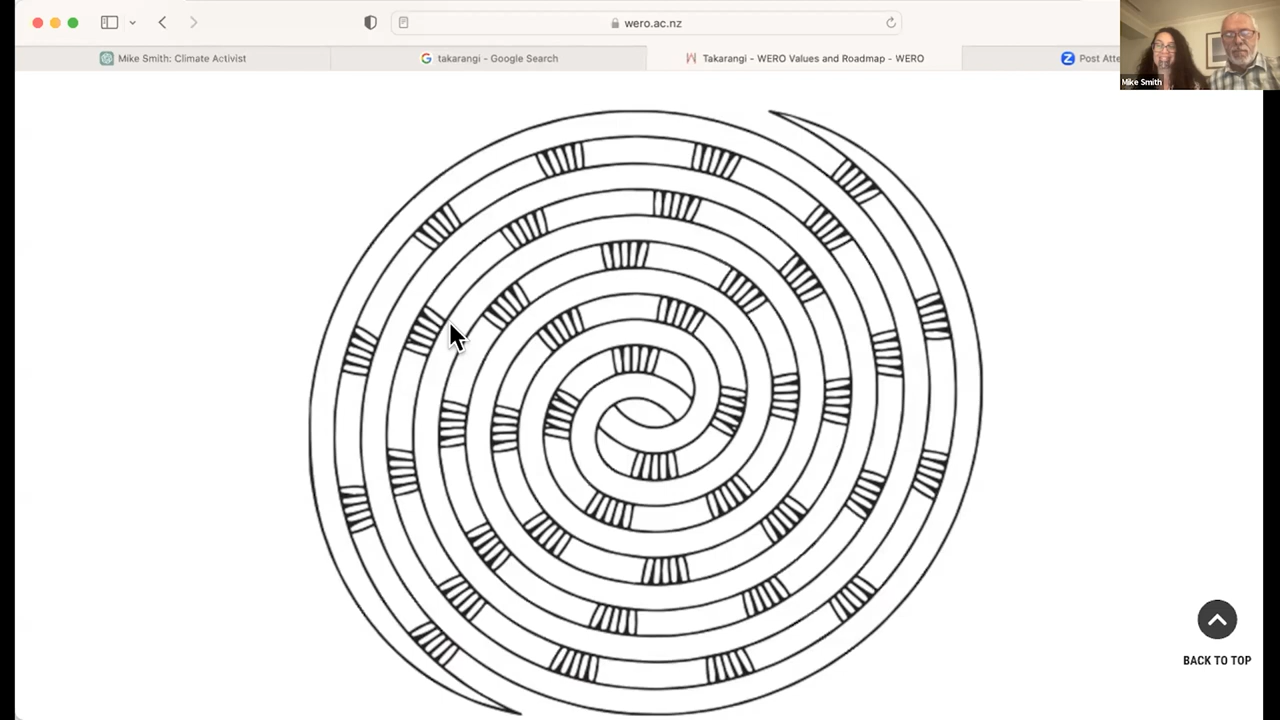 wero.ac.nz
Mike Smith: Climate Activist
takarangi - Google Search
Takarangi - WERO Values and Roadmap - WERO
Post Atte
Mike Smith
BACK TO TOP